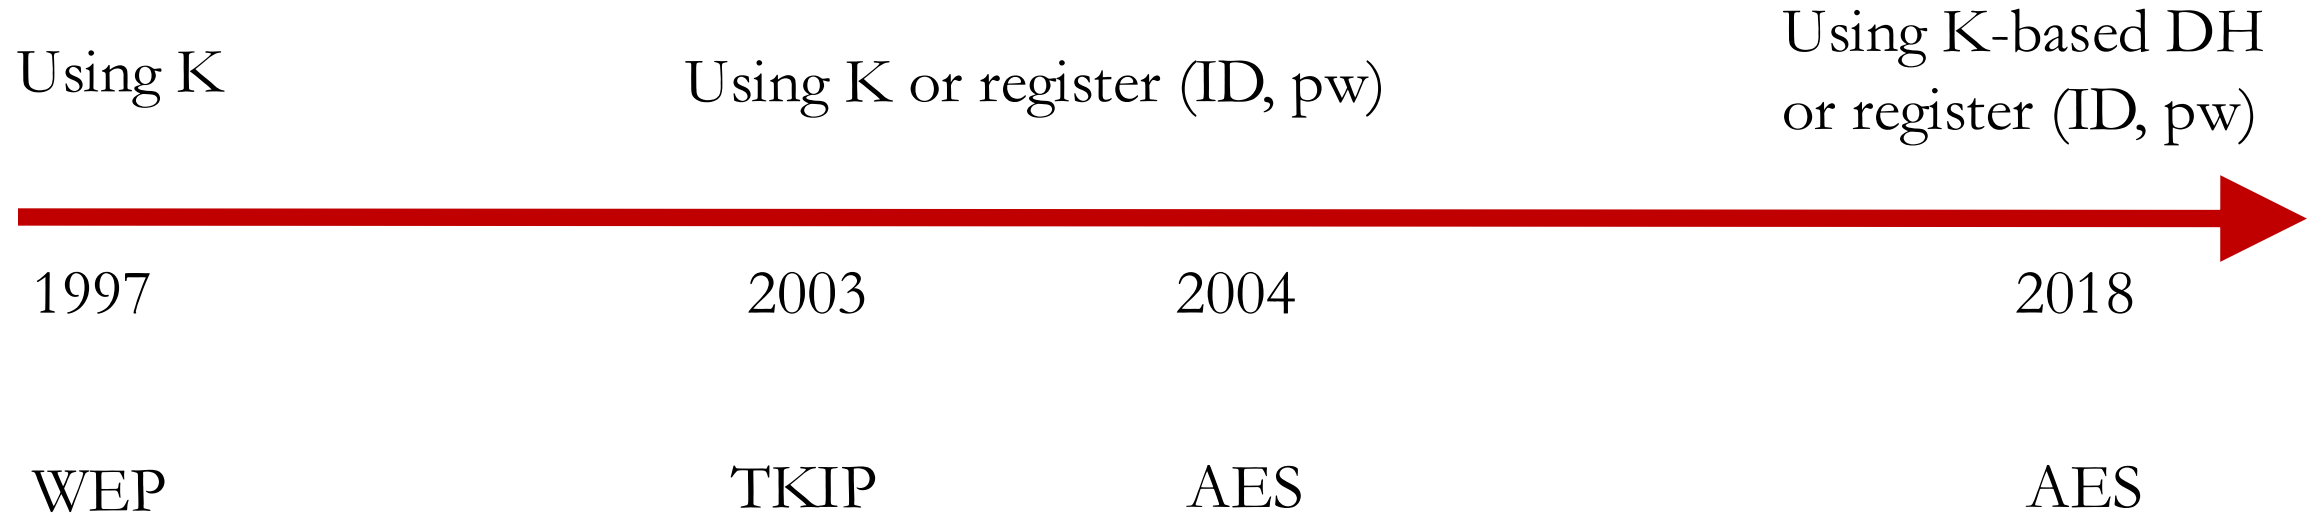 Using K
Using K or register (ID, pw)
Using K-based DH
or register (ID, pw)
1997
2003
2004
2018
WEP
TKIP
AES
AES